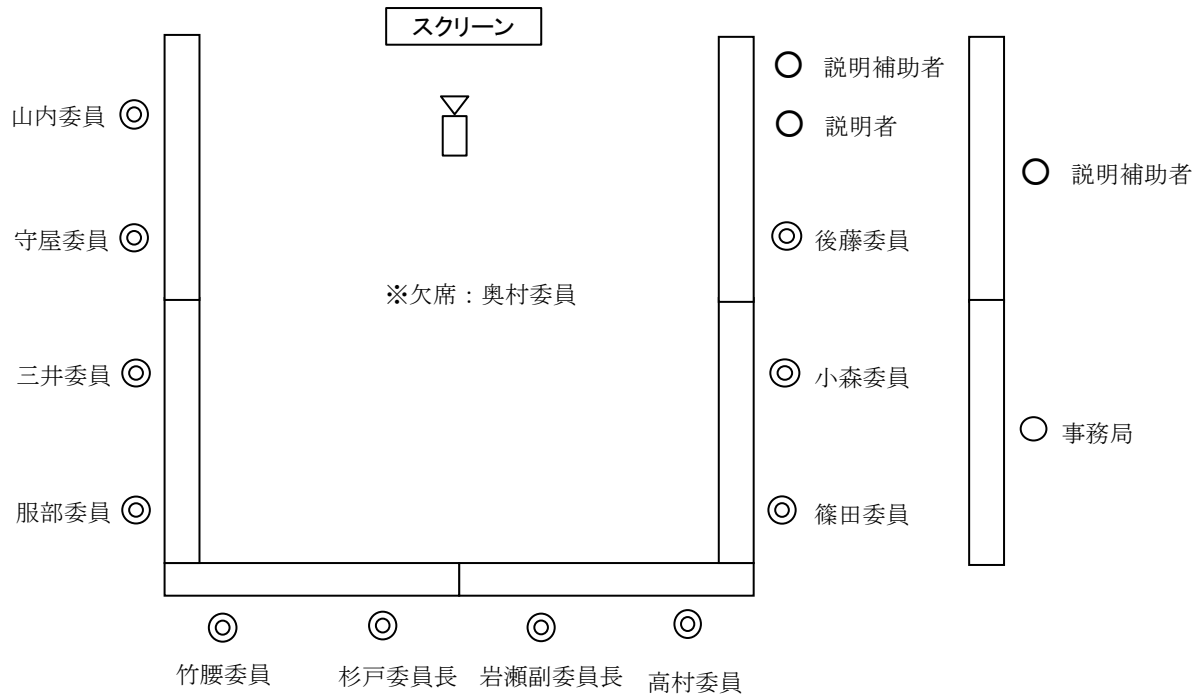 スクリーン
説明補助者
山内委員
説明者
説明補助者
守屋委員
後藤委員
※欠席：奥村委員
三井委員
小森委員
事務局
服部委員
篠田委員
竹腰委員
杉戸委員長
岩瀬副委員長
高村委員